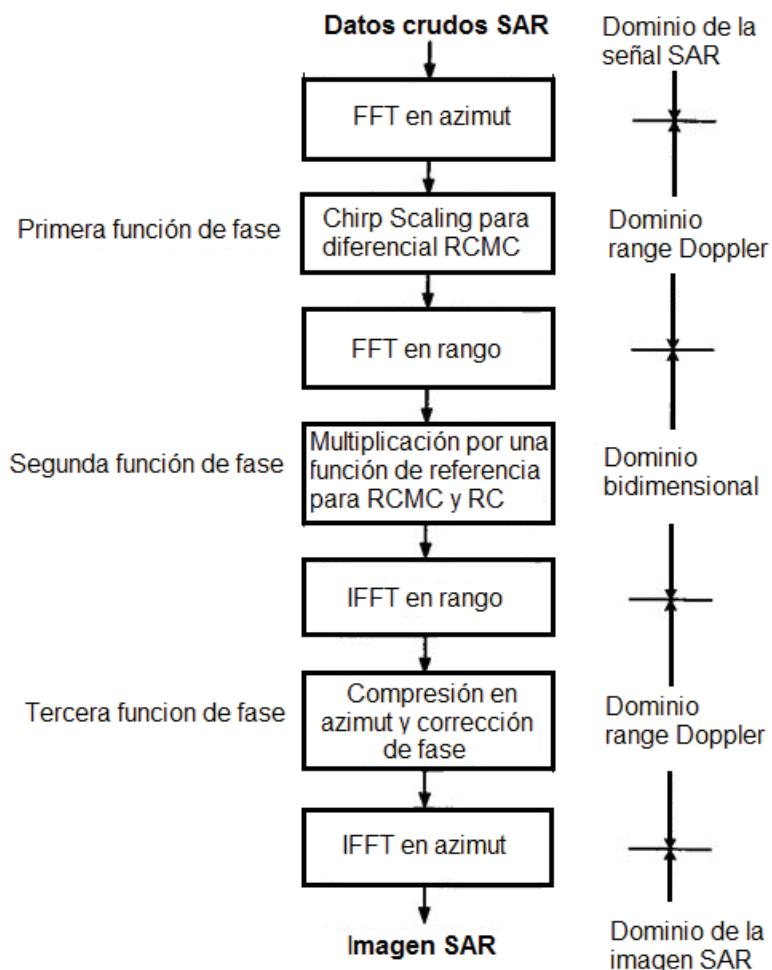 Datos crudos SAR
Dominio de la
señal SAR
FFT en azimut
Primera función de fase
Chirp Scaling para
diferencial RCMC
Dominio
range Doppler
FFT en rango
Segunda función de fase
Multiplicación por una
función de referencia
para RCMC y RC
Dominio
bidimensional
IFFT en rango
Tercera funcion de fase
Compresión en
azimut y corrección
de fase
Dominio
range Doppler
IFFT en azimut
Imagen SAR
Dominio de la
imagen SAR